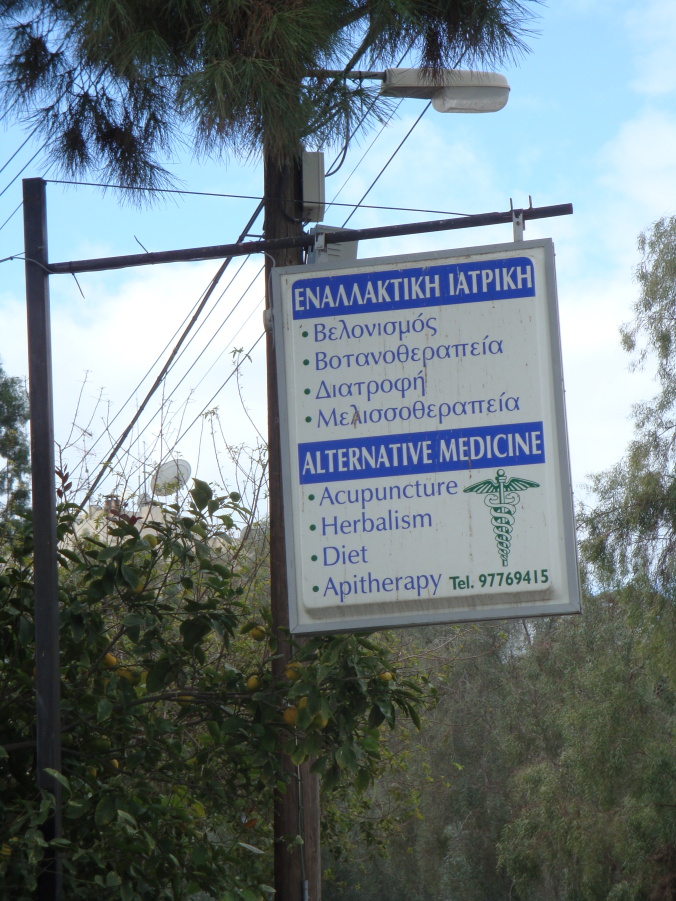 ΕΝΑΛΛΑΚΤΙΚΗ ΙΑΤΡΙΚΗ
• Βελονισμός
• Βοτανοθεραπεία
• Διατροφή
• Μελισσοθεραπεία
ALTERNATIVE MEDICINE
• Acupuncture
• Herbalism
• Diet
• Apitherapy Tel. 97769415